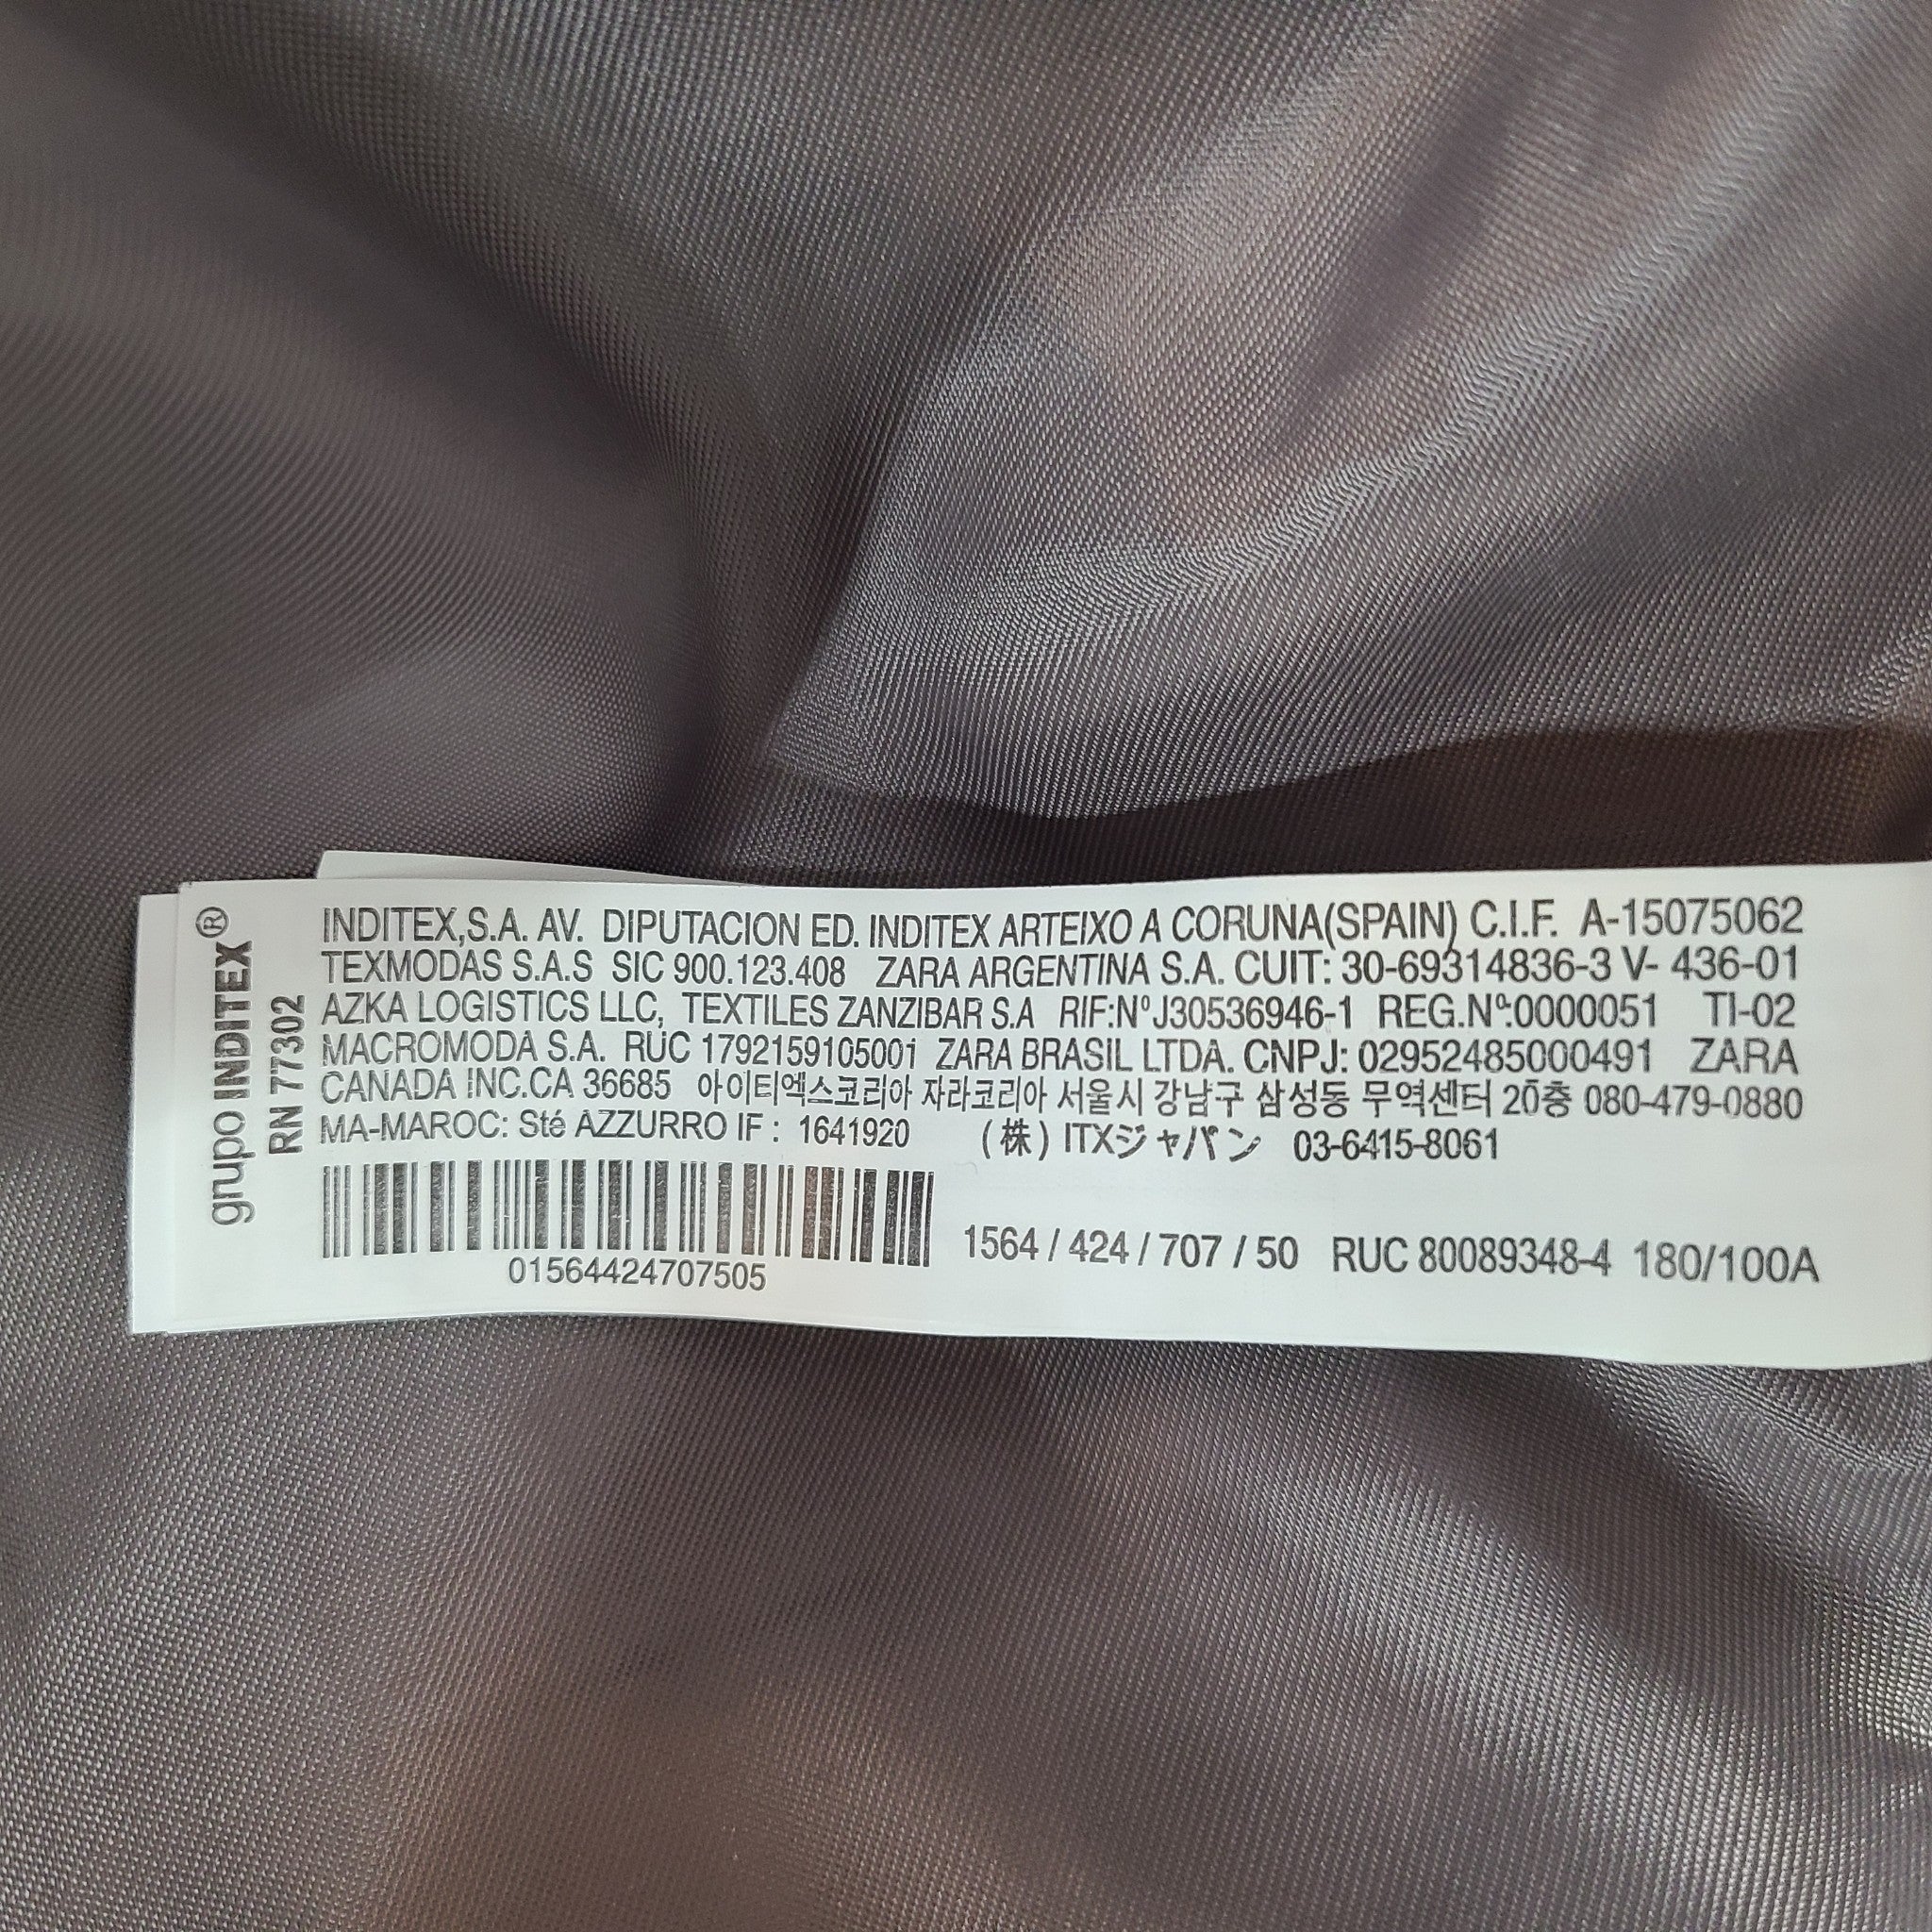 grupo INDITEX®
RN 77302
INDITEX,S.A. AV. DIPUTACION ED. INDITEX ARTEIXO A CORUNA(SPAIN) C.I.F. A-15075062
TEXMODAS S.A.S SIC 900.123.408 ZARA ARGENTINA S.A. CUIT: 30-69314836-3 V- 436-01
AZKA LOGISTICS LLC, TEXTILES ZANZIBAR S.A RIF:NºJ30536946-1 REG.Nº:0000051 TI-02
MACROMODA S.A. RUC 1792159105001 ZARA BRASIL LTDA. CNPJ: 02952485000491 ZARA
CANADA INC.CA 36685 아이티엑스코리아 자라코리아 서울시 강남구 삼성동 무역센터 20층 080-479-0880
MA-MAROC: Sté AZZURRO IF : 1641920 (株) ITXジャパン 03-6415-8061
01564424707505
1564 / 424 / 707 / 50 RUC 80089348-4 180/100A